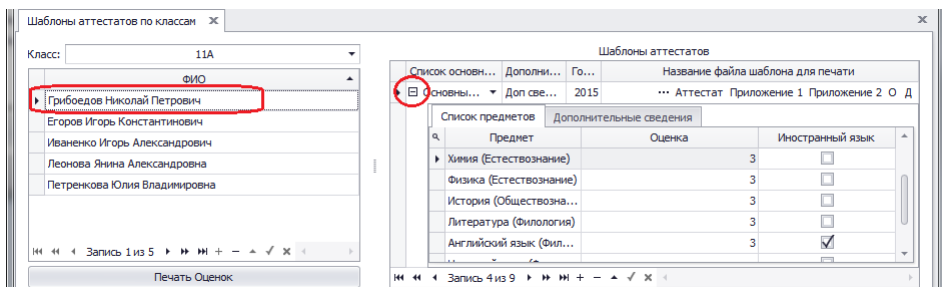 Шаблоны аттестатов по классам
Класс: 11А
ФИО
Грибоедов Николай Петрович
Егоров Игорь Константинович
Иваненко Игорь Александрович
Леонова Янина Александровна
Петренкова Юлия Владимировна
Запись 1 из 5
Печать Оценок
Шаблоны аттестатов
Список основн... Дополни... Го... Название файла шаблона для печати
Основны... Доп све... 2015 ... Аттестат Приложение 1 Приложение 2 О Д
Список предметов Дополнительные сведения
Предмет Оценка Иностранный язык
Химия (Естествознание) 3
Физика (Естествознание) 3
История (Обществозна... 3
Литература (Филология) 3
Английский язык (Фил... 3
Запись 4 из 9